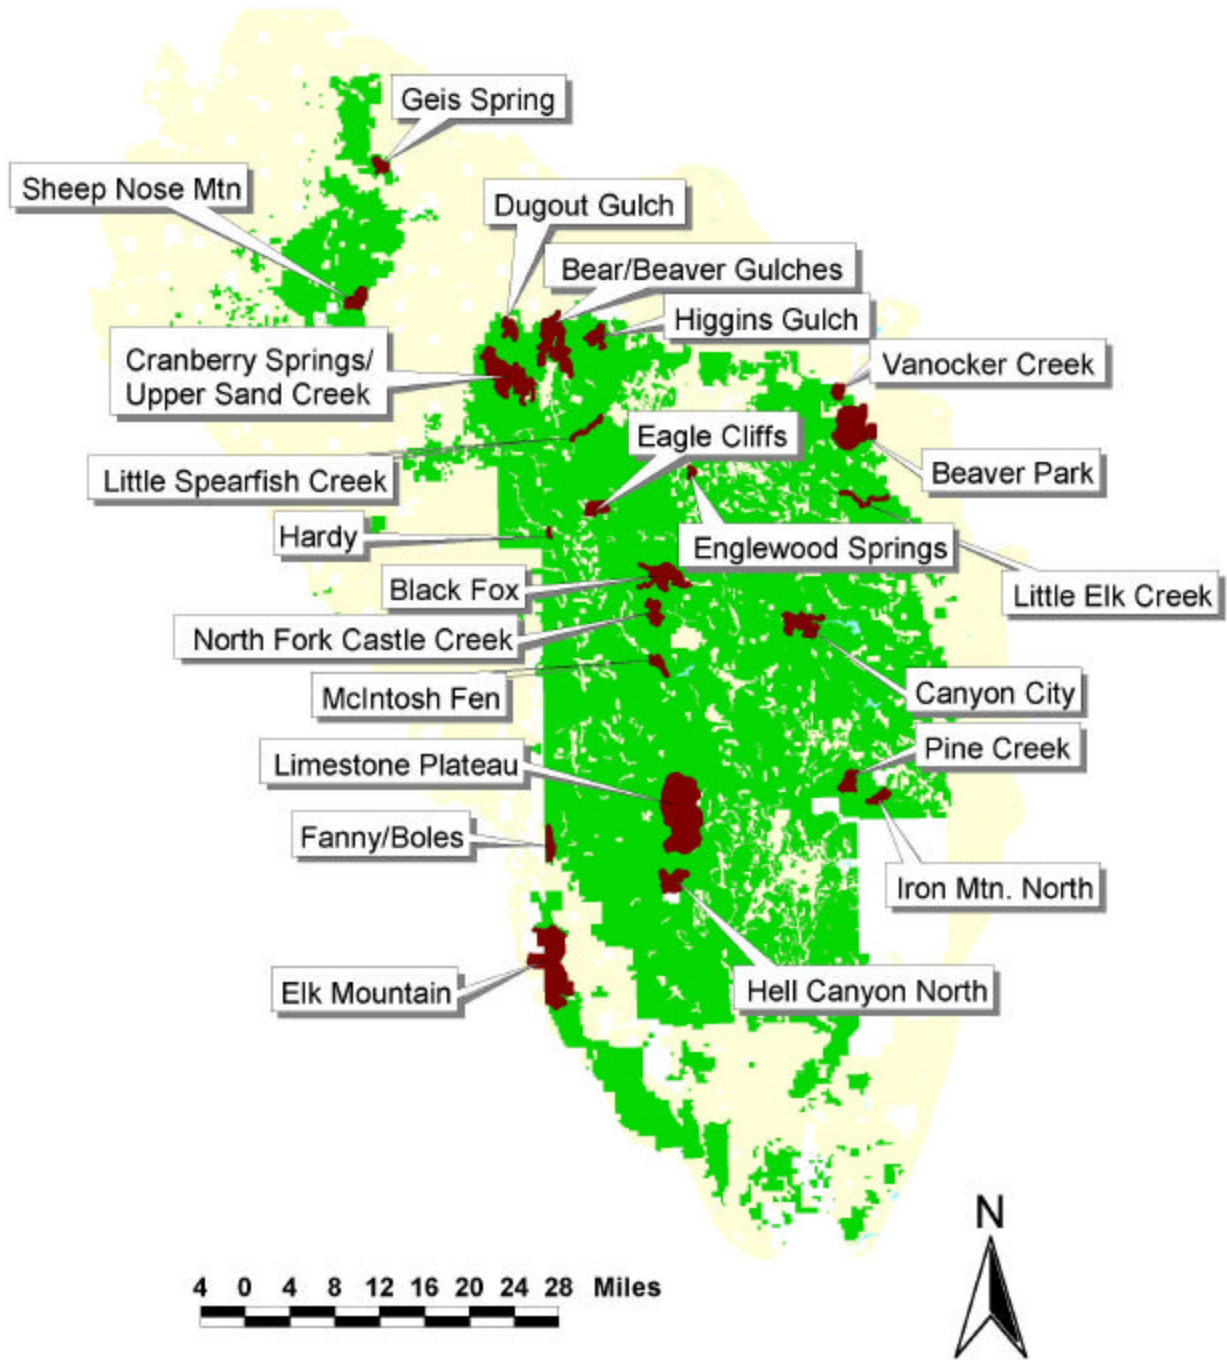 Geis Spring
Sheep Nose Mtn
Dugout Gulch
Bear/Beaver Gulches
Higgins Gulch
Cranberry Springs/
Upper Sand Creek
Vanocker Creek
Eagle Cliffs
Beaver Park
Little Spearfish Creek
Hardy
Englewood Springs
Black Fox
Little Elk Creek
North Fork Castle Creek
McIntosh Fen
Canyon City
Pine Creek
Limestone Plateau
Fanny/Boles
Iron Mtn. North
Elk Mountain
Hell Canyon North
N
4 0 4 8 12 16 20 24 28 Miles